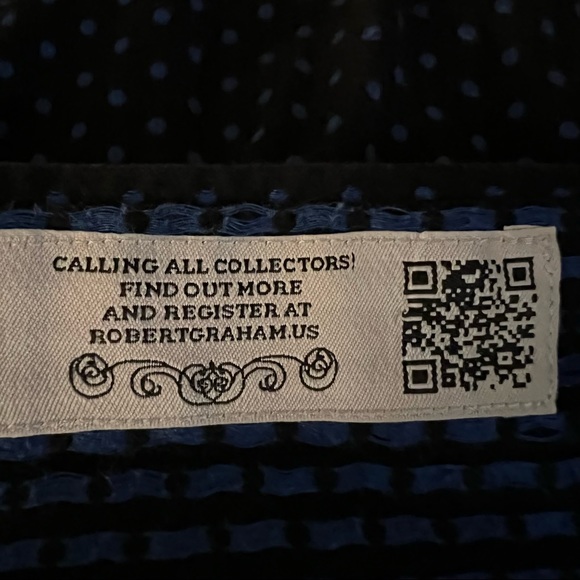 CALLING ALL COLLECTORS!
FIND OUT MORE
AND REGISTER AT
ROBERTGRAHAM.US